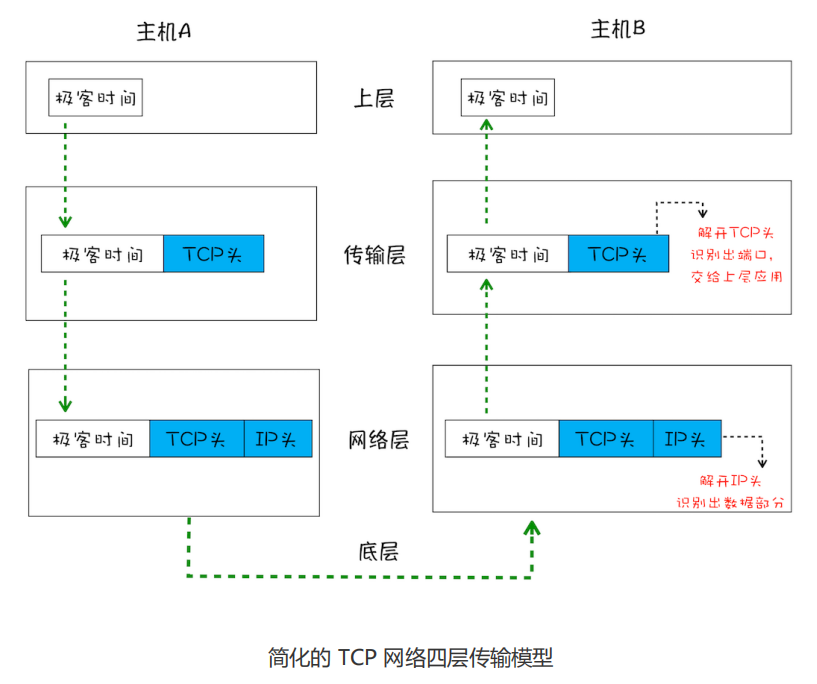 主机A
主机B
极客时间
上层
极客时间
极客时间
TCP头
传输层
极客时间
TCP头
解开TCP头
识别出端口,
交给上层应用
极客时间
TCP头
IP头
网络层
极客时间
TCP头
IP头
解开IP头
识别出数据部分
底层
简化的 TCP 网络四层传输模型